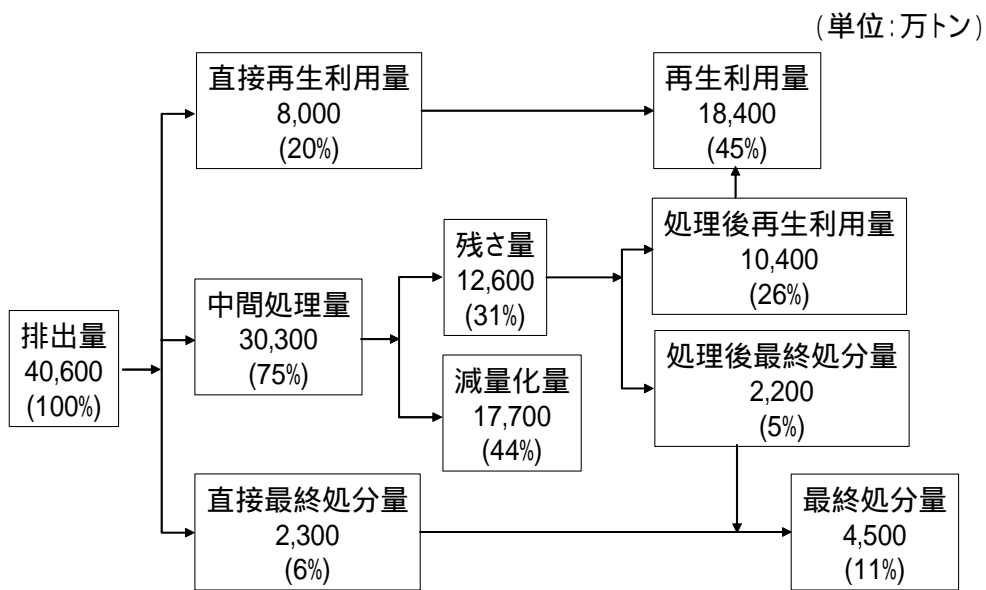 (単位:万トン)
直接再生利用量
8,000
(20%)
再生利用量
18,400
(45%)
処理後再生利用量
10,400
(26%)
残さ量
12,600
(31%)
中間処理量
30,300
(75%)
排出量
40,600
(100%)
処理後最終処分量
2,200
(5%)
減量化量
17,700
(44%)
直接最終処分量
2,300
(6%)
最終処分量
4,500
(11%)